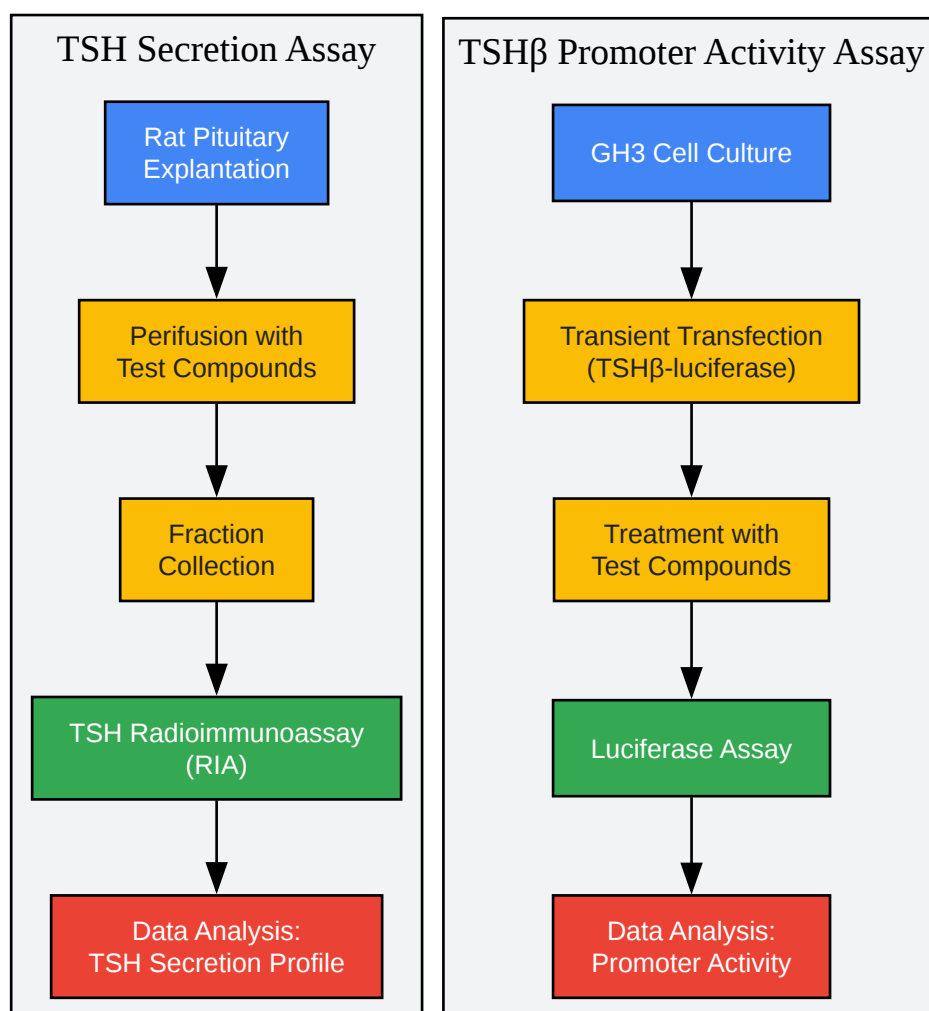 TSH Secretion Assay
Rat Pituitary
Explantation
Perifusion with
Test Compounds
Fraction
Collection
TSH Radioimmunoassay
(RIA)
Data Analysis:
TSH Secretion Profile
TSHβ Promoter Activity Assay
GH3 Cell Culture
Transient Transfection
(TSHβ-luciferase)
Treatment with
Test Compounds
Luciferase Assay
Data Analysis:
Promoter Activity